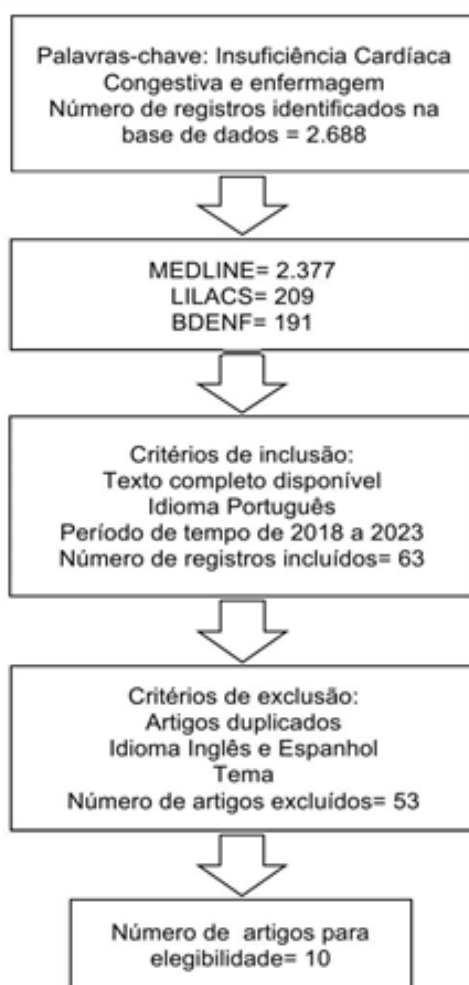 Palavras-chave: Insuficiência Cardíaca
Congestiva e enfermagem
Número de registros identificados na
base de dados = 2.688
MEDLINE= 2.377
LILACS= 209
BDENF= 191
Critérios de inclusão:
Texto completo disponível
Idioma Português
Período de tempo de 2018 a 2023
Número de registros incluídos= 63
Critérios de exclusão:
Artigos duplicados
Idioma Inglês e Espanhol
Tema
Número de artigos excluídos= 53
Número de artigos para
elegibilidade= 10